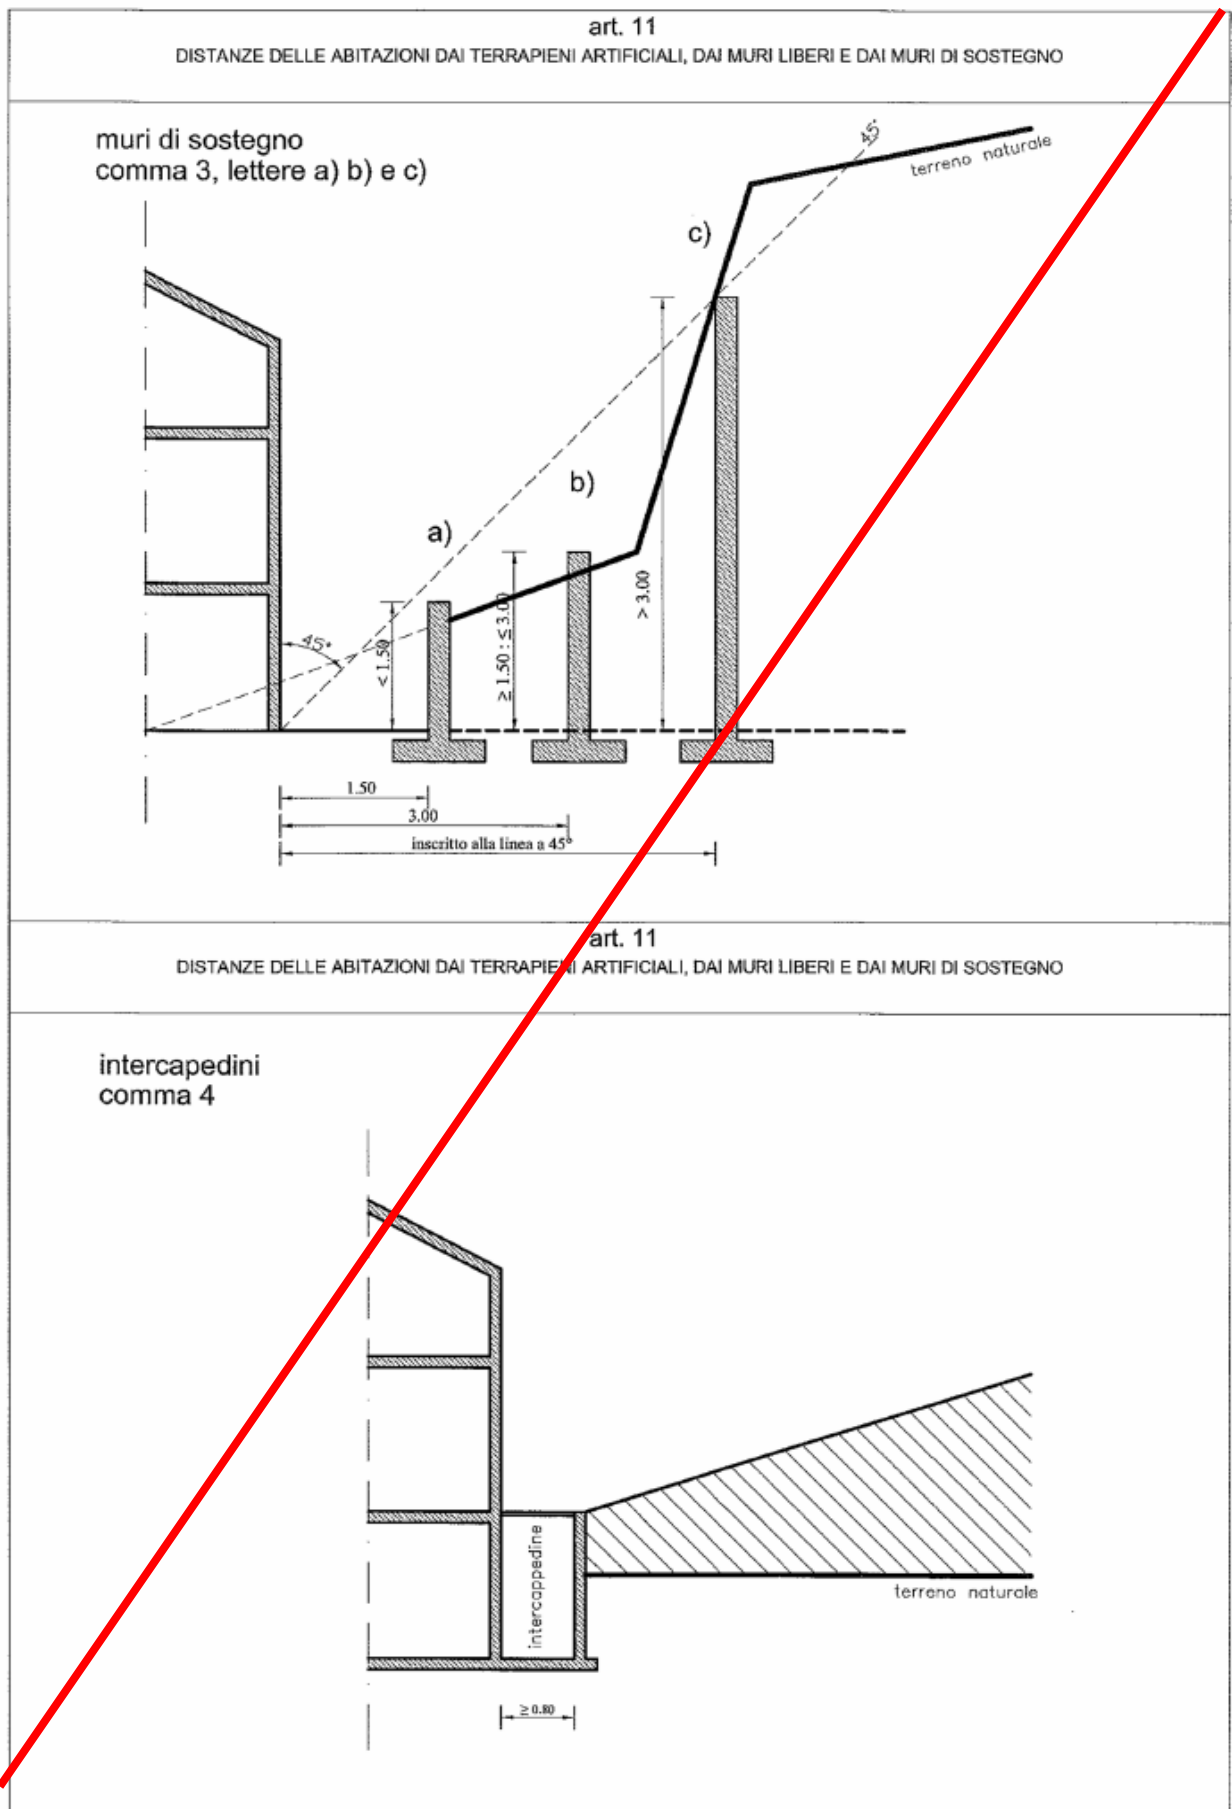 art. 11
DISTANZE DELLE ABITAZIONI DAI TERRAPIENI ARTIFICIALI, DAI MURI LIBERI E DAI MURI DI SOSTEGNO
muri di sostegno
comma 3, lettere a) b) e c)
45°
terreno naturale
c)
b)
a)
45°
< 1.50
≥ 1.50 : ≤ 3.00
> 3.00
1.50
3.00
inscritto alla linea a 45°
art. 11
DISTANZE DELLE ABITAZIONI DAI TERRAPIENI ARTIFICIALI, DAI MURI LIBERI E DAI MURI DI SOSTEGNO
intercapedini
comma 4
intercappedine
terreno naturale
≥ 0.80